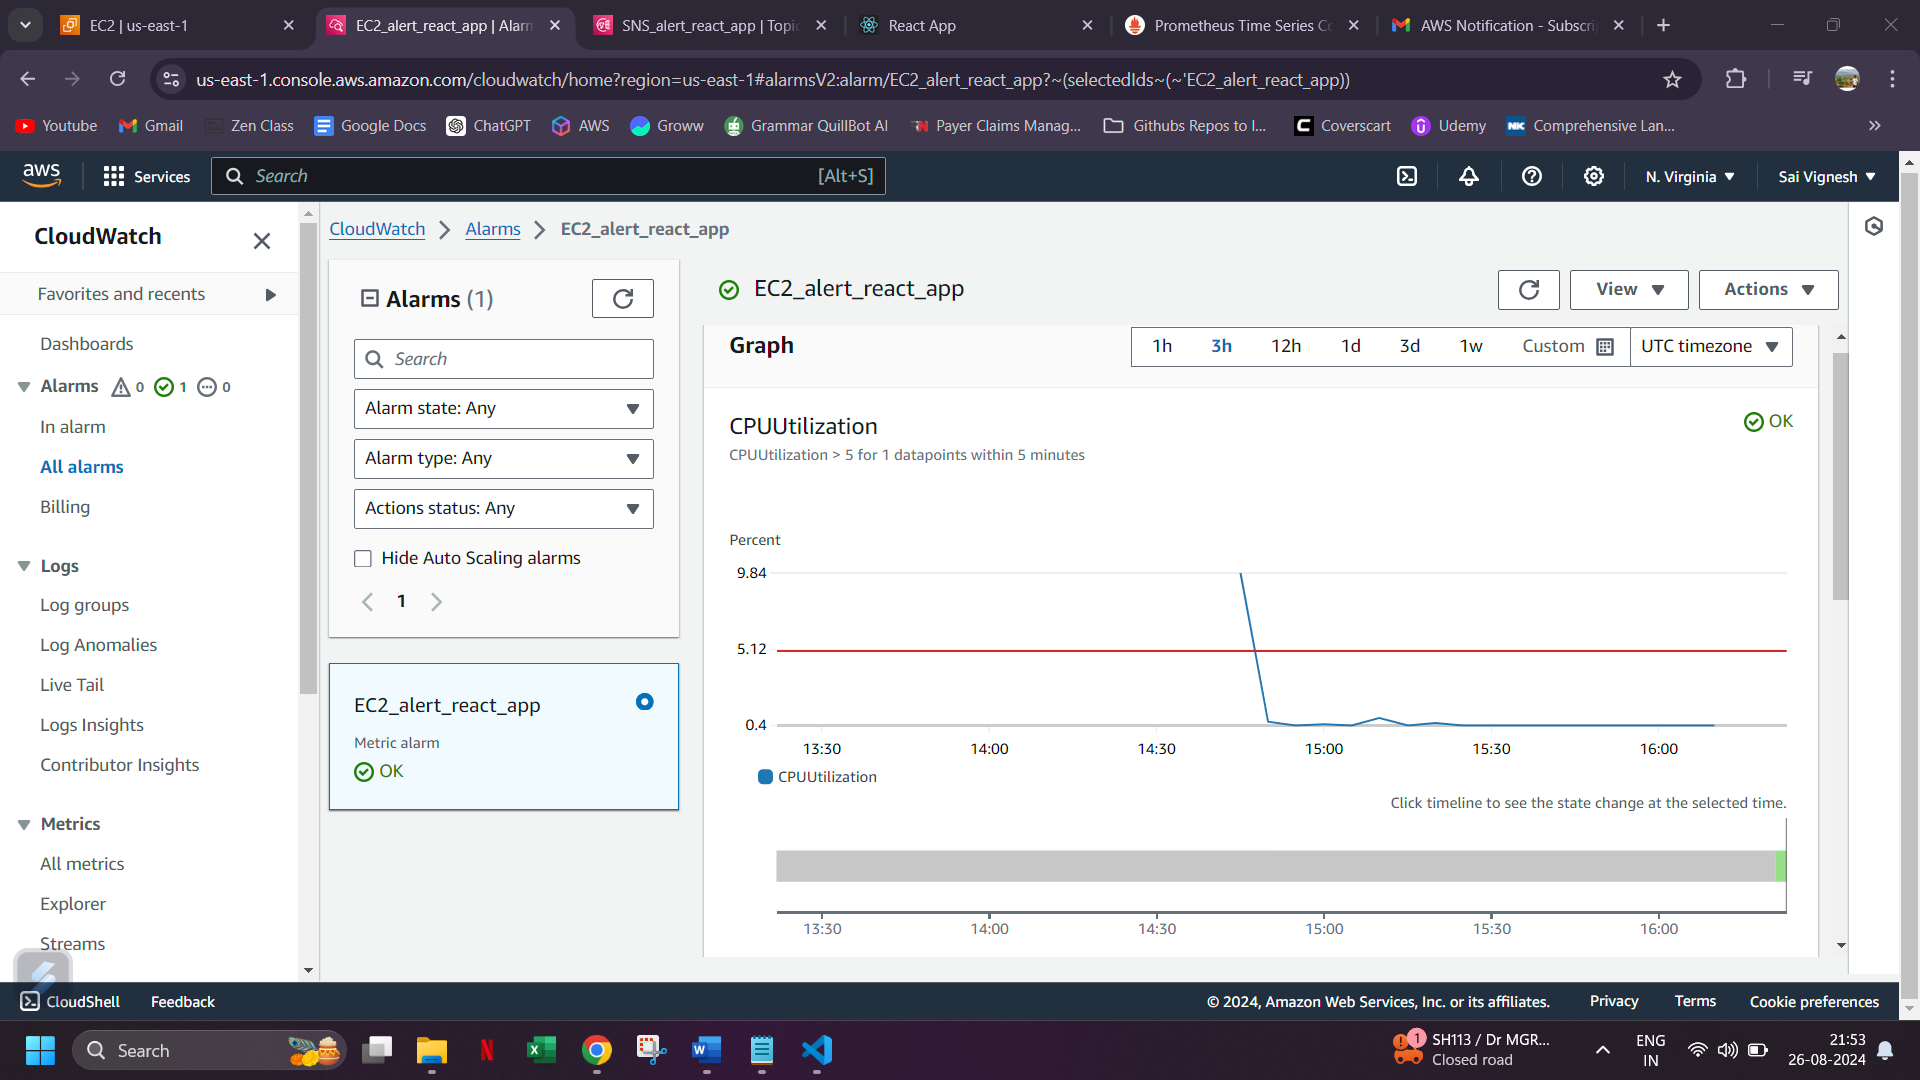 EC2 | us-east-1
EC2_alert_react_app | Alarm
SNS_alert_react_app | Topic
React App
Prometheus Time Series Co
AWS Notification - Subscrip
us-east-1.console.aws.amazon.com/cloudwatch/home?region=us-east-1#alarmsV2:alarm/EC2_alert_react_app?~(selectedIds~(~'EC2_alert_react_app))
Youtube
Gmail
Zen Class
Google Docs
ChatGPT
AWS
Groww
Grammar QuillBot AI
Payer Claims Manag...
Githubs Repos to l...
Coverscart
Udemy
NK
Comprehensive Lan...
aws
Services
Search
[Alt+S]
N. Virginia
Sai Vignesh
CloudWatch
Favorites and recents
Dashboards
Alarms 0 1 0
In alarm
All alarms
Billing
Logs
Log groups
Log Anomalies
Live Tail
Logs Insights
Contributor Insights
Metrics
All metrics
Explorer
Streams
CloudWatch
Alarms
EC2_alert_react_app
Alarms (1)
Search
Alarm state: Any
Alarm type: Any
Actions status: Any
Hide Auto Scaling alarms
1
EC2_alert_react_app
Metric alarm
OK
EC2_alert_react_app
View
Actions
Graph
1h 3h 12h 1d 3d 1w Custom UTC timezone
CPUUtilization
OK
CPUUtilization > 5 for 1 datapoints within 5 minutes
Percent
9.84
5.12
0.4
13:30 14:00 14:30 15:00 15:30 16:00
CPUUtilization
Click timeline to see the state change at the selected time.
13:30 14:00 14:30 15:00 15:30 16:00
CloudShell
Feedback
© 2024, Amazon Web Services, Inc. or its affiliates.
Privacy
Terms
Cookie preferences
Search
1
SH113 / Dr MGR...
Closed road
ENG
IN
21:53
26-08-2024